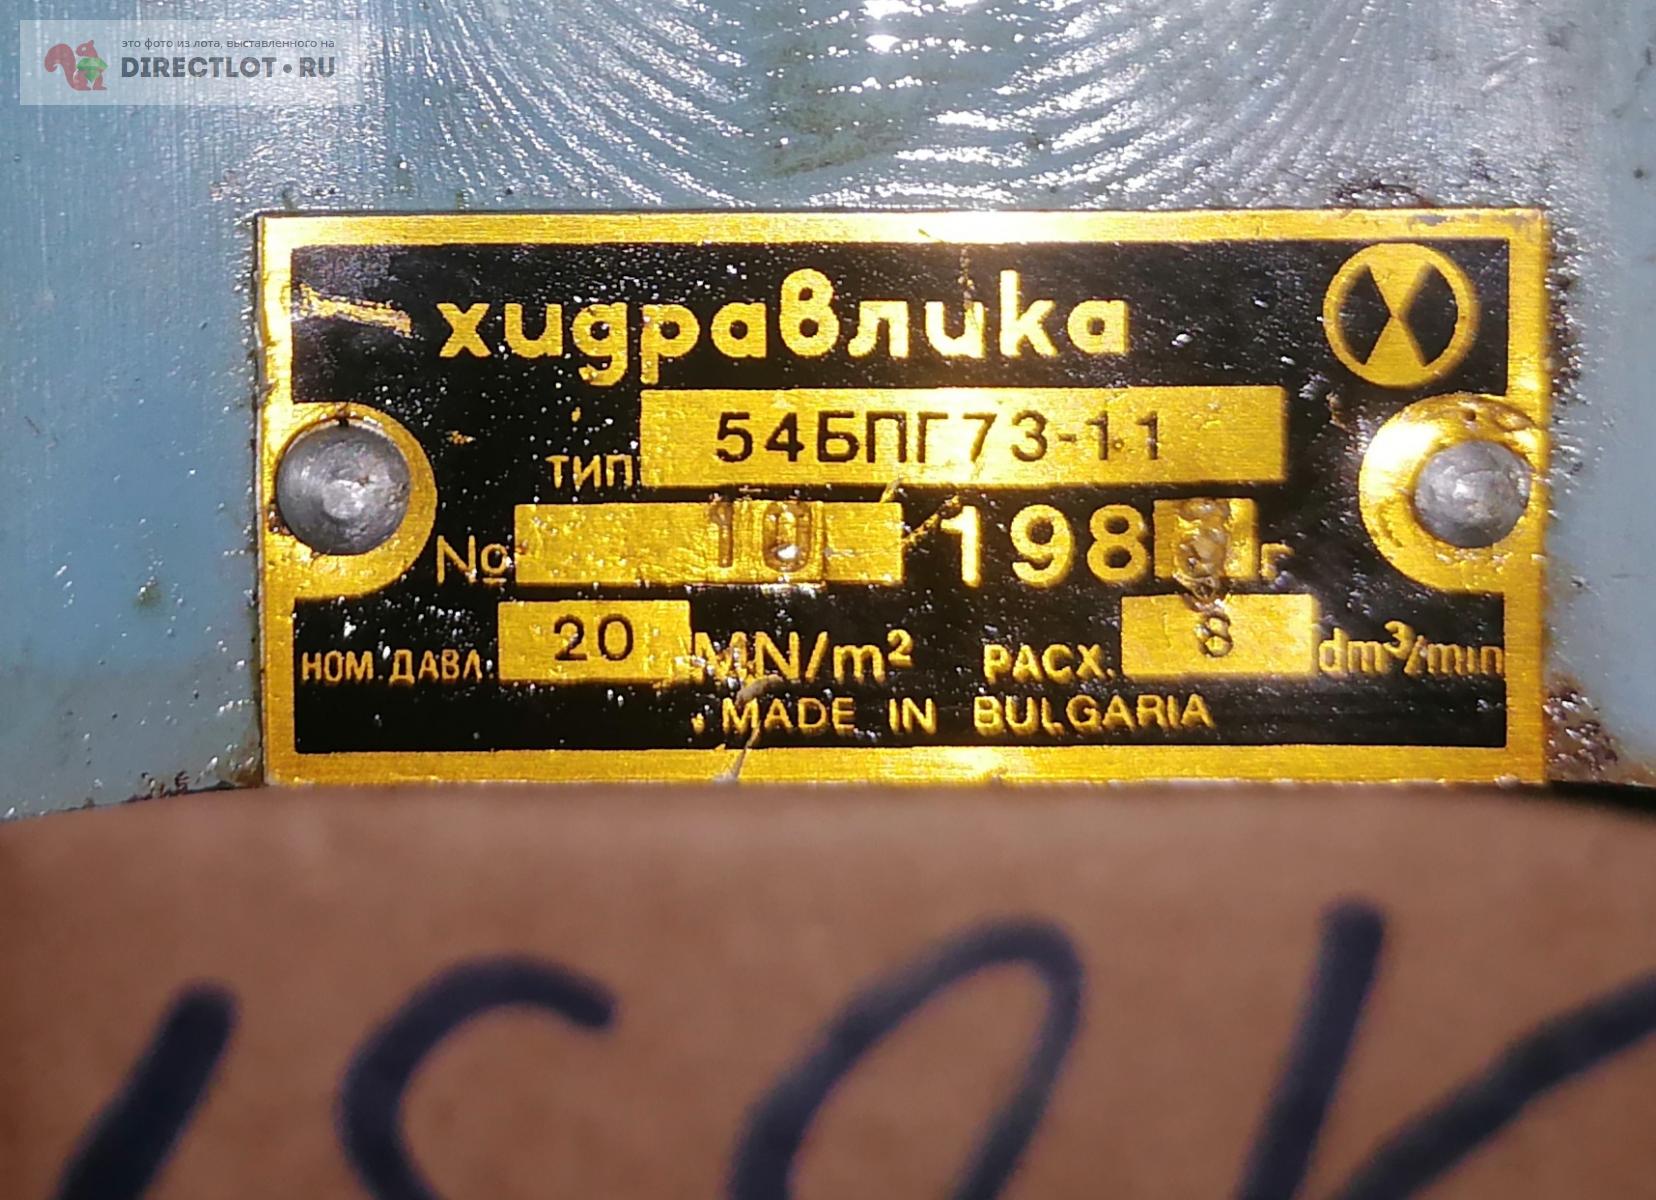 это фото из лота, выставленного на
DIRECTLOT.RU
хидравлика
ТИП 54БПГ73-11
№ 10 198 г
НОМ. ДАВЛ. 20 MN/m² РАСХ. 8 dm³/min
MADE IN BULGARIA